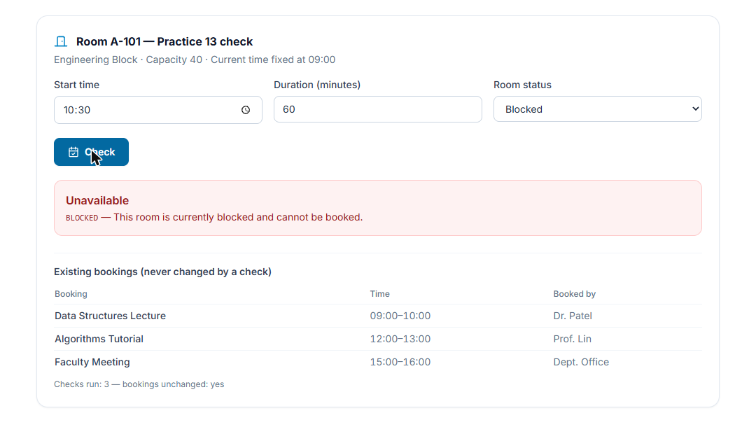 Room A-101 — Practice 13 check
Engineering Block · Capacity 40 · Current time fixed at 09:00
Start time Duration (minutes) Room status
10:30 60 Blocked
Check
Unavailable
BLOCKED — This room is currently blocked and cannot be booked.
Existing bookings (never changed by a check)
Booking Time Booked by
Data Structures Lecture 09:00–10:00 Dr. Patel
Algorithms Tutorial 12:00–13:00 Prof. Lin
Faculty Meeting 15:00–16:00 Dept. Office
Checks run: 3 — bookings unchanged: yes